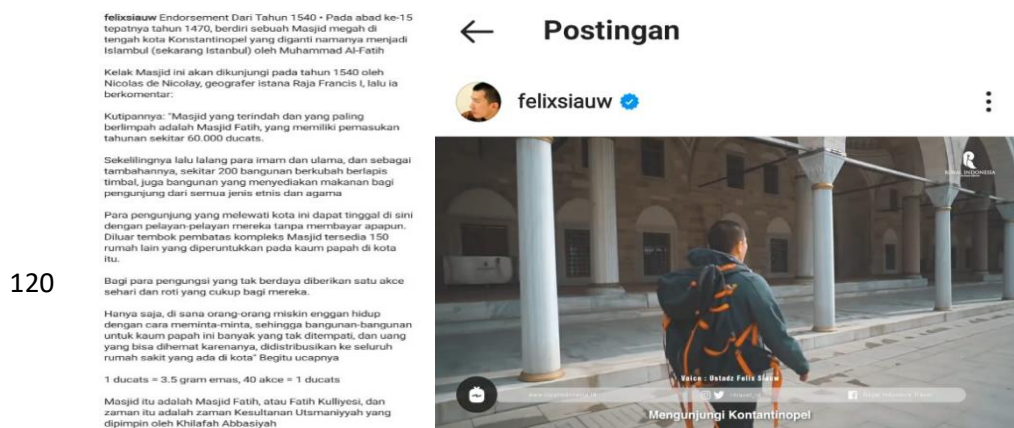 120
felixsiauw Endorsement Dari Tahun 1540 • Pada abad ke-15
tepatnya tahun 1470, berdiri sebuah Masjid megah di
tengah kota Konstantinopel yang diganti namanya menjadi
Islambul (sekarang Istanbul) oleh Muhammad Al-Fatih
Kelak Masjid ini akan dikunjungi pada tahun 1540 oleh
Nicolas de Nicolay, geografer istana Raja Francis I, lalu ia
berkomentar:
Kutipannya: "Masjid yang terindah dan yang paling
berlimpah adalah Masjid Fatih, yang memiliki pemasukan
tahunan sekitar 60.000 ducats.
Sekelilingnya lalu lalang para imam dan ulama, dan sebagai
tambahannya, sekitar 200 bangunan berkubah berlapis
timbal, juga bangunan yang menyediakan makanan bagi
pengunjung dari semua jenis etnis dan agama
Para pengunjung yang melewati kota ini dapat tinggal di sini
dengan pelayan-pelayan mereka tanpa membayar apapun.
Diluar tembok pembatas kompleks Masjid tersedia 150
rumah lain yang diperuntukkan pada kaum papah di kota
itu.
Bagi para pengungsi yang tak berdaya diberikan satu akce
sehari dan roti yang cukup bagi mereka.
Hanya saja, di sana orang-orang miskin enggan hidup
dengan cara meminta-minta, sehingga bangunan-bangunan
untuk kaum papah ini banyak yang tak ditempati, dan uang
yang bisa dihemat karenanya, didistribusikan ke seluruh
rumah sakit yang ada di kota" Begitu ucapnya
1 ducats = 3.5 gram emas, 40 akce = 1 ducats
Masjid itu adalah Masjid Fatih, atau Fatih Kulliyesi, dan
zaman itu adalah zaman Kesultanan Utsmaniyyah yang
dipimpin oleh Khilafah Abbasiyah
Postingan
felixsiauw
ROYAL INDONESIA
Voice : Ustadz Felix Siauw
Mengunjungi Kontantinopel